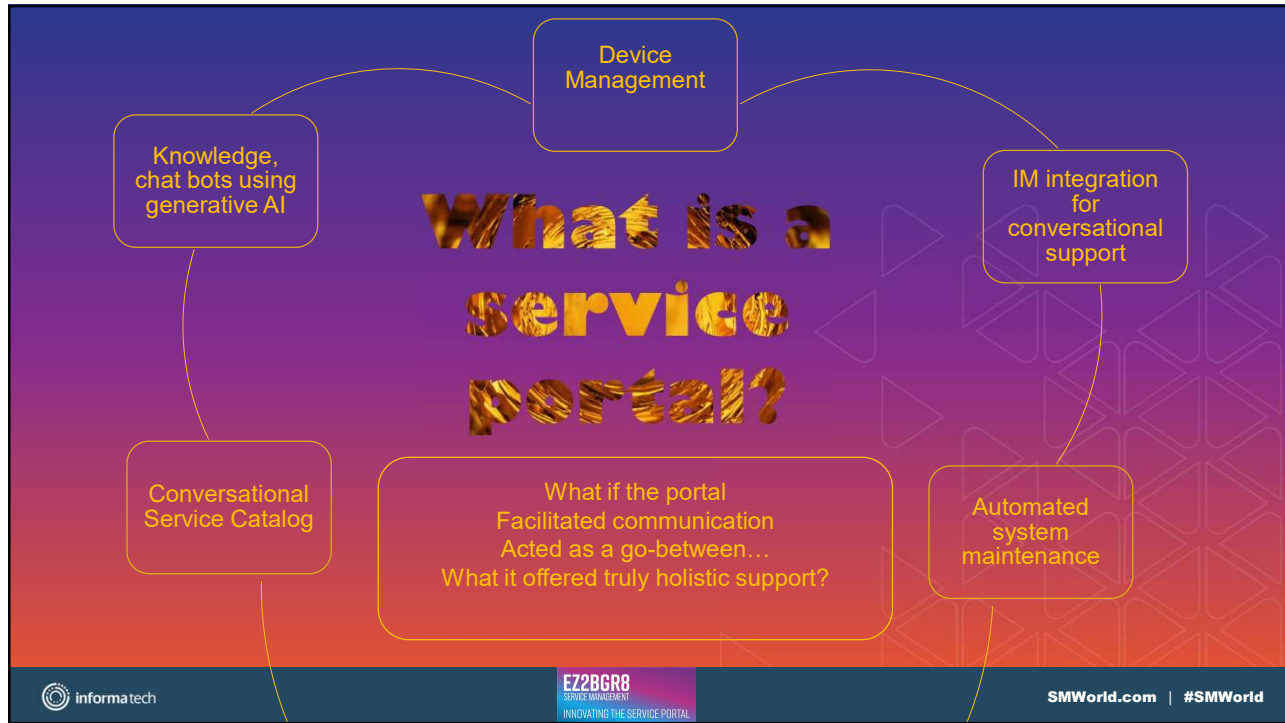 Device
Management
Knowledge,
chat bots using
generative AI
IM integration
for
conversational
support
What is a
service
portal?
Conversational
Service Catalog
What if the portal
Facilitated communication
Acted as a go-between…
What it offered truly holistic support?
Automated
system
maintenance
informa tech
EZ2BGR8
SERVICE MANAGEMENT
INNOVATING THE SERVICE PORTAL
SMWorld.com | #SMWorld